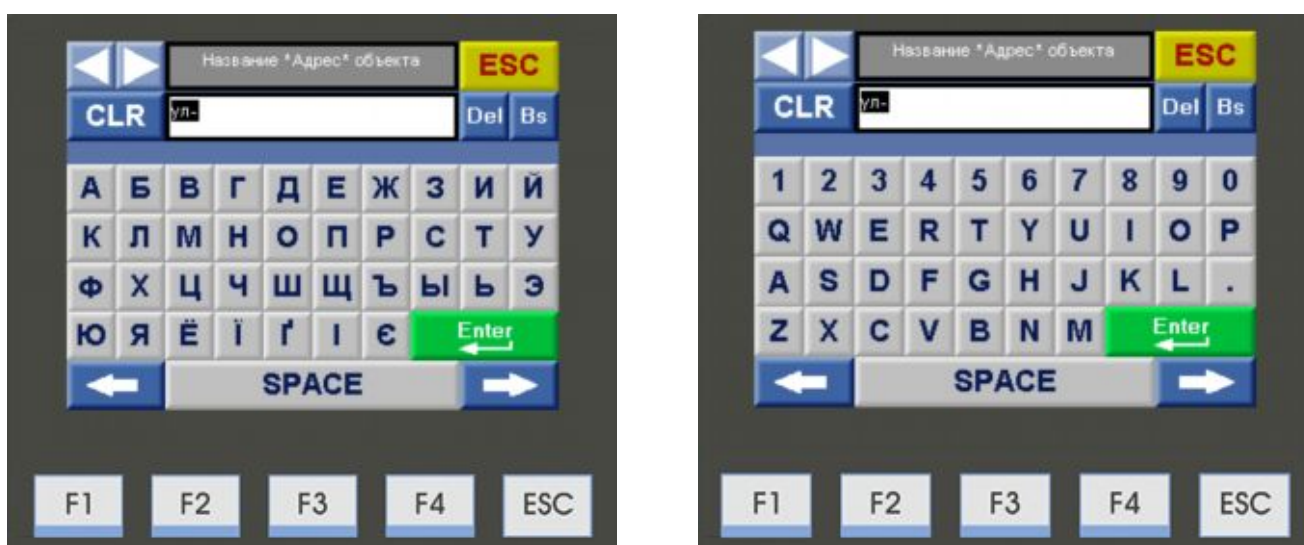 Название *Адрес* объекта ESC
CLR ул- Del Bs
А Б В Г Д Е Ж З И Й
К Л М Н О П Р С Т У
Ф Х Ц Ч Ш Щ Ъ Ы Ь Э
Ю Я Ё Ї Ґ І Є Enter
SPACE
F1 F2 F3 F4 ESC
Название *Адрес* объекта ESC
CLR ул- Del Bs
1 2 3 4 5 6 7 8 9 0
Q W E R T Y U I O P
A S D F G H J K L .
Z X C V B N M Enter
SPACE
F1 F2 F3 F4 ESC